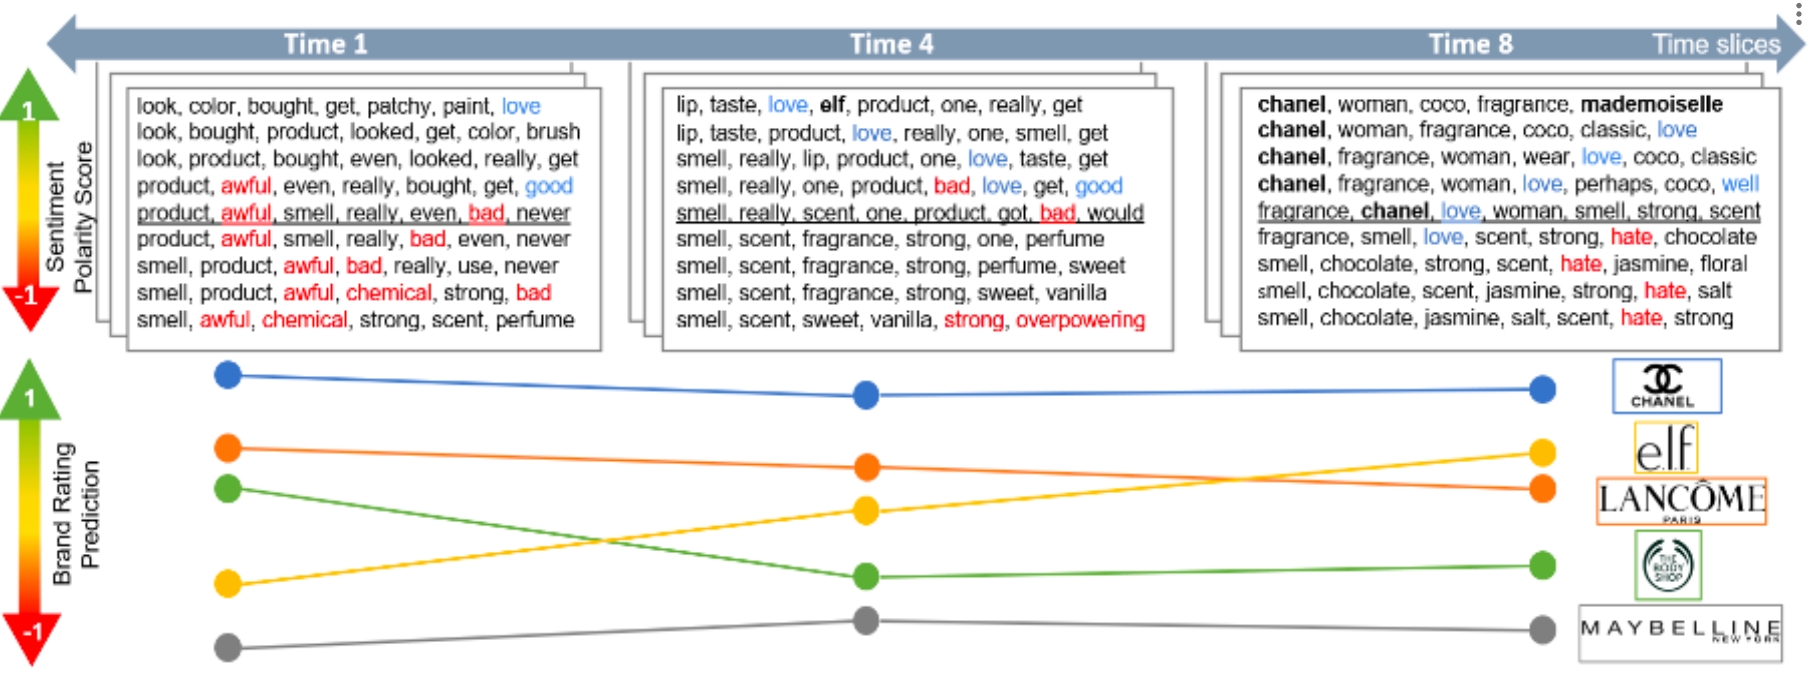 Time 1
Time 4
Time 8
Time slices
1
Sentiment
Polarity Score
-1
look, color, bought, get, patchy, paint, love
look, bought, product, looked, get, color, brush
look, product, bought, even, looked, really, get
product, awful, even, really, bought, get, good
product, awful, smell, really, even, bad, never
product, awful, smell, really, bad, even, never
smell, product, awful, bad, really, use, never
smell, product, awful, chemical, strong, bad
smell, awful, chemical, strong, scent, perfume
lip, taste, love, elf, product, one, really, get
lip, taste, product, love, really, one, smell, get
smell, really, lip, product, one, love, taste, get
smell, really, one, product, bad, love, get, good
smell, really, scent, one, product, got, bad, would
smell, scent, fragrance, strong, one, perfume
smell, scent, fragrance, strong, perfume, sweet
smell, scent, fragrance, strong, sweet, vanilla
smell, scent, sweet, vanilla, strong, overpowering
chanel, woman, coco, fragrance, mademoiselle
chanel, woman, fragrance, coco, classic, love
chanel, fragrance, woman, wear, love, coco, classic
chanel, fragrance, woman, love, perhaps, coco, well
fragrance, chanel, love, woman, smell, strong, scent
fragrance, smell, love, scent, strong, hate, chocolate
smell, chocolate, strong, scent, hate, jasmine, floral
smell, chocolate, scent, jasmine, strong, hate, salt
smell, chocolate, jasmine, salt, scent, hate, strong
1
Brand Rating
Prediction
-1
CHANEL
e.l.f.
LANCÔME
PARIS
THE
BODY
SHOP
MAYBELLINE
NEW YORK